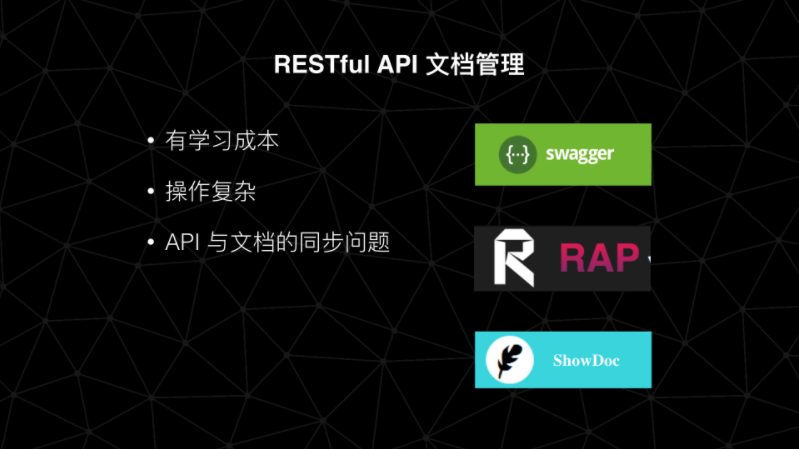 RESTful API 文档管理
• 有学习成本
• 操作复杂
• API 与文档的同步问题
{···} swagger
RAP
ShowDoc